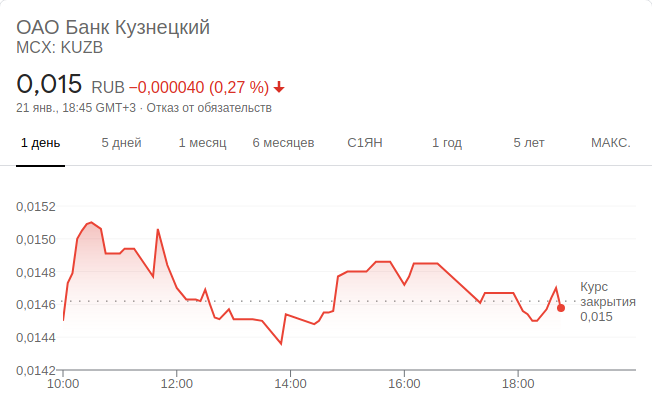 ОАО Банк Кузнецкий
MCX: KUZB
0,015 RUB −0,000040 (0,27 %)
21 янв., 18:45 GMT+3 · Отказ от обязательств
1 день 5 дней 1 месяц 6 месяцев С1ЯН 1 год 5 лет МАКС.
0,0152
0,0150
0,0148
0,0146
0,0144
0,0142
Курс
закрытия
0,015
10:00 12:00 14:00 16:00 18:00